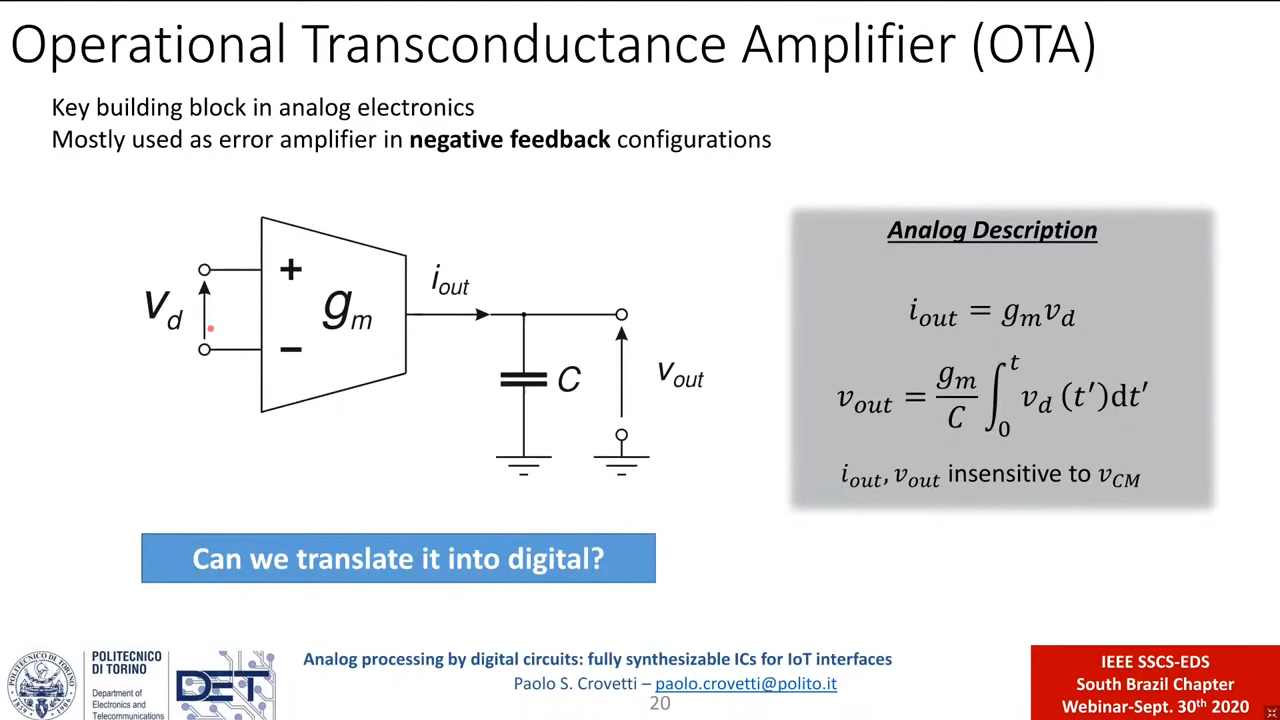 Operational Transconductance Amplifier (OTA)
Key building block in analog electronics
Mostly used as error amplifier in negative feedback configurations
v_d
+
−
g_m
i_out
C
v_out
Analog Description
i_out = g_m v_d
v_out = g_m/C ∫_0^t v_d (t′)dt′
i_out, v_out insensitive to v_CM
Can we translate it into digital?
POLITECNICO
DI TORINO
Department of
Electronics and
Telecommunications
DET
Analog processing by digital circuits: fully synthesizable ICs for IoT interfaces
Paolo S. Crovetti – paolo.crovetti@polito.it
20
IEEE SSCS-EDS
South Brazil Chapter
Webinar-Sept. 30th 2020